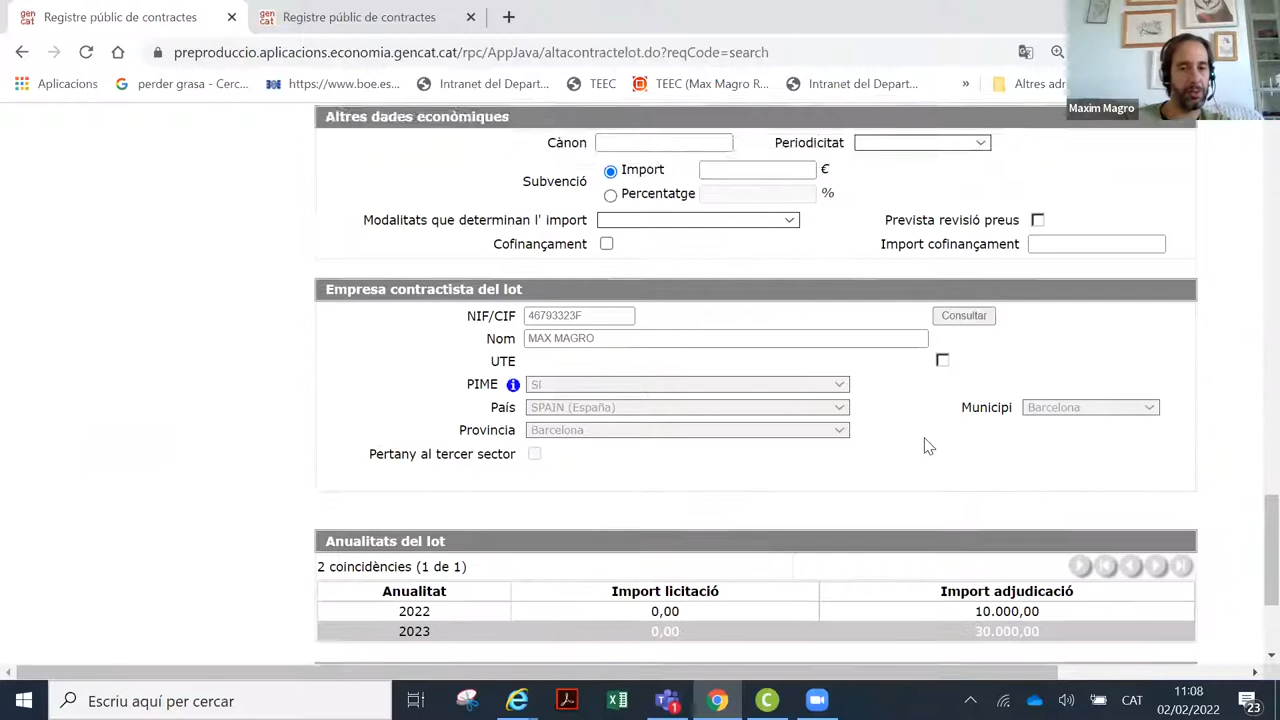 gen cat Registre públic de contractes
gen cat Registre públic de contractes
preproduccio.aplicacions.economia.gencat.cat/rpc/AppJava/altacontractelot.do?reqCode=search
Aplicacions
perder grasa - Cerc...
https://www.boe.es...
Intranet del Depart...
TEEC
TEEC (Max Magro R...
Intranet del Depar...
»
Altres adr
Maxim Magro
Altres dades econòmiques
Cànon Periodicitat
Subvenció Import €
Percentatge %
Modalitats que determinan l' import Prevista revisió preus
Cofinançament Import cofinançament
Empresa contractista del lot
NIF/CIF 46793323F Consultar
Nom MAX MAGRO
UTE
PIME i Sí
País SPAIN (España) Municipi Barcelona
Provincia Barcelona
Pertany al tercer sector
Anualitats del lot
2 coincidències (1 de 1)
Anualitat Import licitació Import adjudicació
2022 0,00 10.000,00
2023 0,00 30.000,00
Escriu aquí per cercar
CAT
11:08
02/02/2022
23